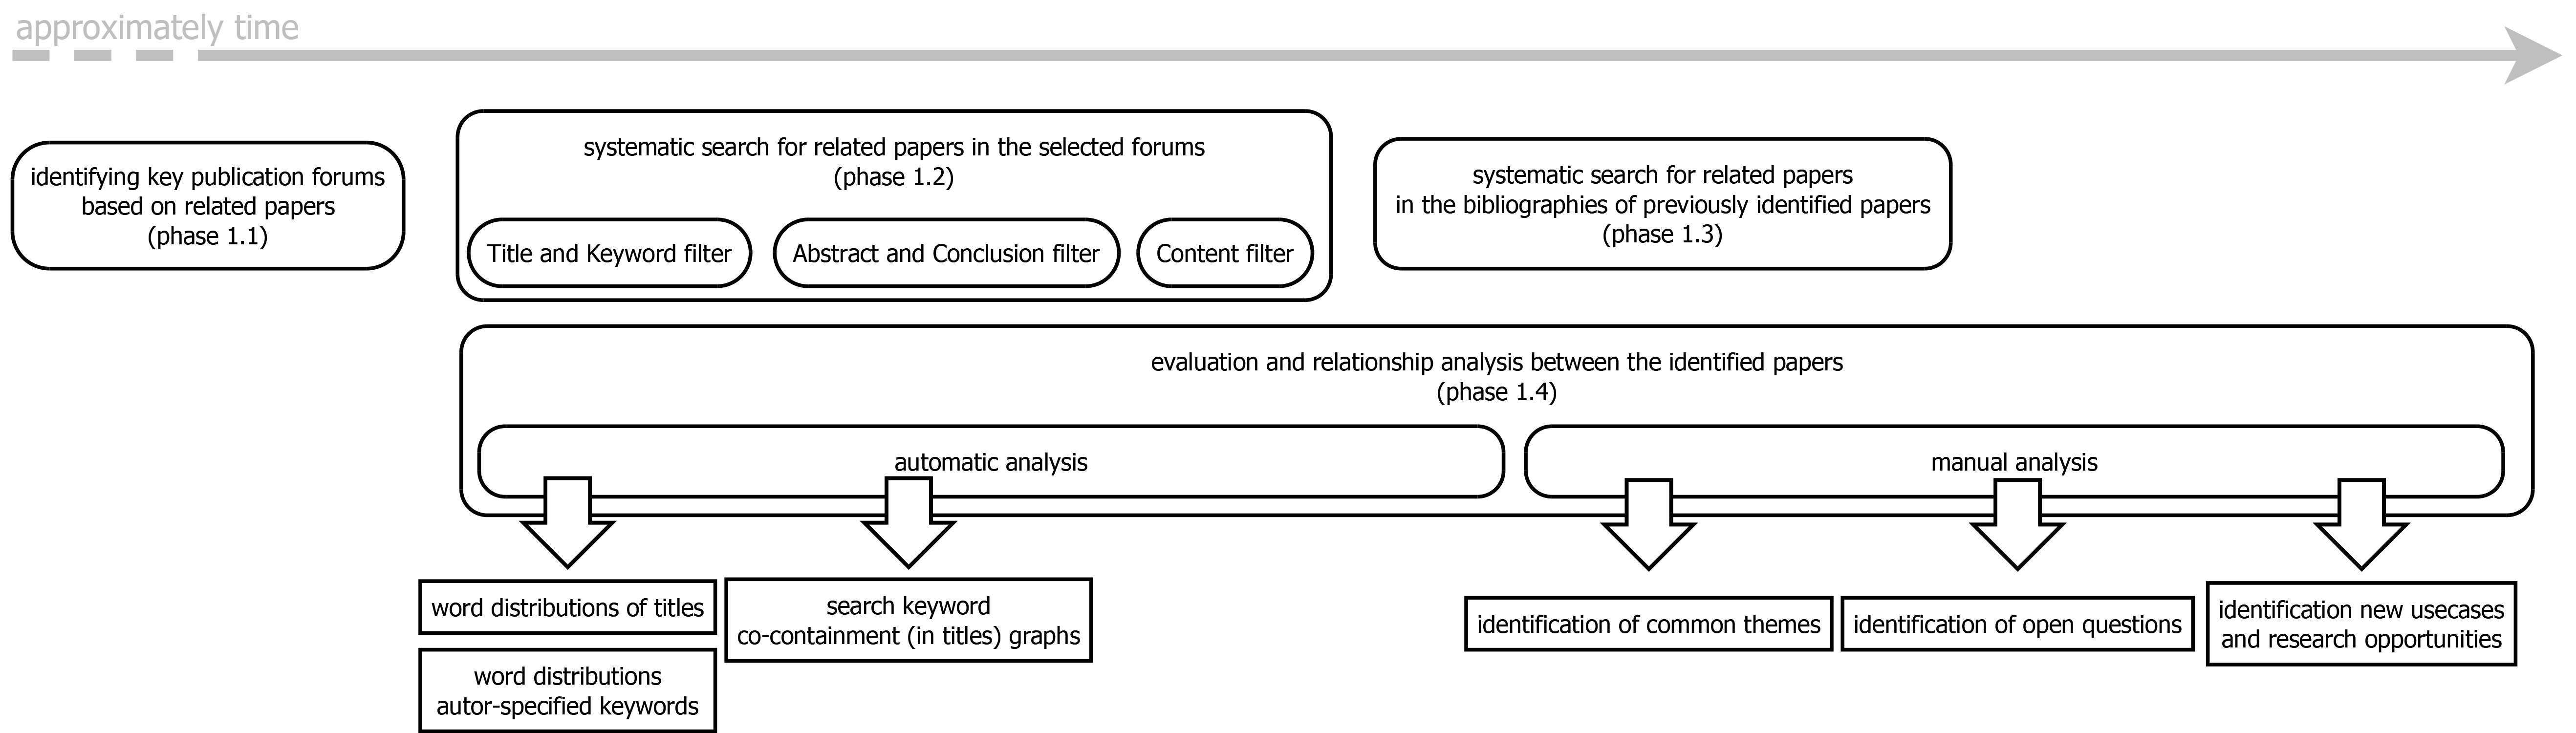 approximately time
identifying key publication forums
based on related papers
(phase 1.1)
systematic search for related papers in the selected forums
(phase 1.2)
Title and Keyword filter
Abstract and Conclusion filter
Content filter
systematic search for related papers
in the bibliographies of previously identified papers
(phase 1.3)
evaluation and relationship analysis between the identified papers
(phase 1.4)
automatic analysis
manual analysis
word distributions of titles
word distributions
autor-specified keywords
search keyword
co-containment (in titles) graphs
identification of common themes
identification of open questions
identification new usecases
and research opportunities